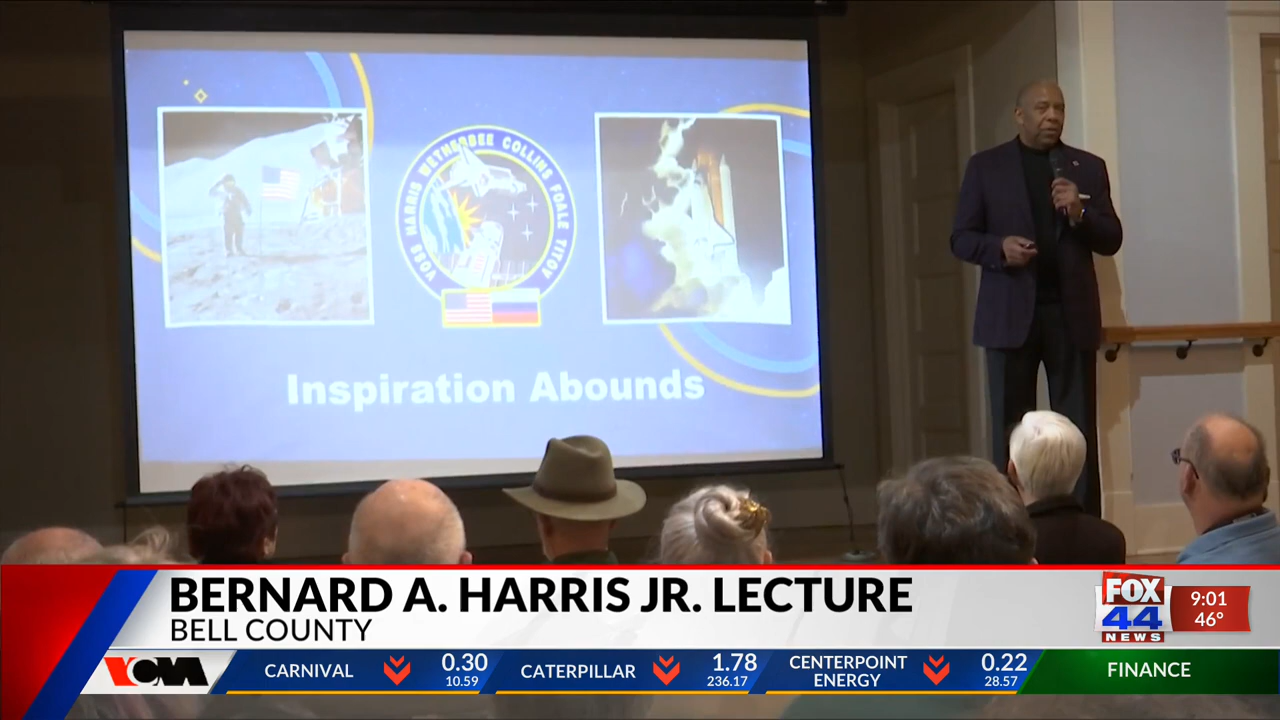 VOSS HARRIS WETHERBEE COLLINS FOALE TITOV
Inspiration Abounds
BERNARD A. HARRIS JR. LECTURE
BELL COUNTY
FOX
44
NEWS
9:01
46°
CARNIVAL
0.30
10.59
CATERPILLAR
1.78
236.17
CENTERPOINT
ENERGY
0.22
28.57
FINANCE